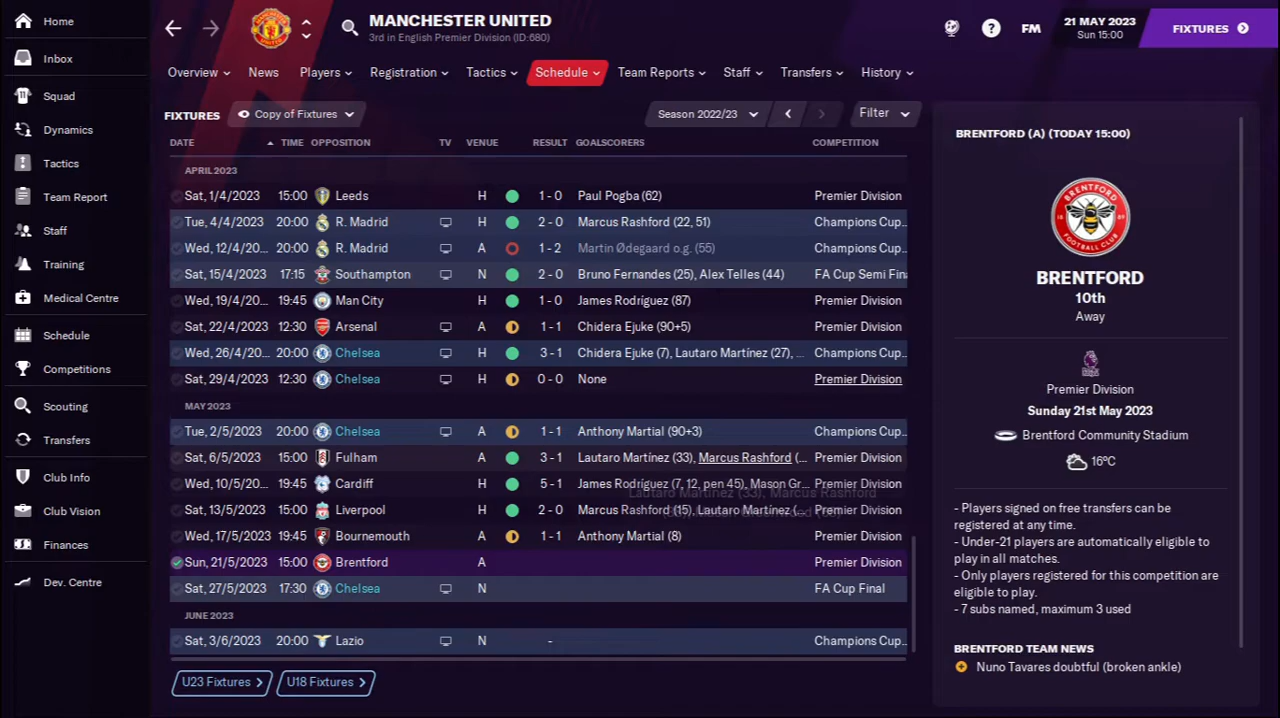 Home
Inbox
Squad
Dynamics
Tactics
Team Report
Staff
Training
Medical Centre
Schedule
Competitions
Scouting
Transfers
Club Info
Club Vision
Finances
Dev. Centre
MANCHESTER UNITED
3rd in English Premier Division (ID:680)
? FM 21 MAY 2023
Sun 15:00
FIXTURES
Overview News Players Registration Tactics Schedule Team Reports Staff Transfers History
FIXTURES Copy of Fixtures Season 2022/23 Filter
DATE TIME OPPOSITION TV VENUE RESULT GOALSCORERS COMPETITION
APRIL 2023
Sat, 1/4/2023 15:00 Leeds H 1 - 0 Paul Pogba (62) Premier Division
Tue, 4/4/2023 20:00 R. Madrid H 2 - 0 Marcus Rashford (22, 51) Champions Cup...
Wed, 12/4/20... 20:00 R. Madrid A 1 - 2 Martin Ødegaard o.g. (55) Champions Cup...
Sat, 15/4/2023 17:15 Southampton N 2 - 0 Bruno Fernandes (25), Alex Telles (44) FA Cup Semi Fin
Wed, 19/4/20... 19:45 Man City H 1 - 0 James Rodríguez (87) Premier Division
Sat, 22/4/2023 12:30 Arsenal A 1 - 1 Chidera Ejuke (90+5) Premier Division
Wed, 26/4/20... 20:00 Chelsea H 3 - 1 Chidera Ejuke (7), Lautaro Martínez (27), ... Champions Cup...
Sat, 29/4/2023 12:30 Chelsea H 0 - 0 None Premier Division
MAY 2023
Tue, 2/5/2023 20:00 Chelsea A 1 - 1 Anthony Martial (90+3) Champions Cup...
Sat, 6/5/2023 15:00 Fulham A 3 - 1 Lautaro Martínez (33), Marcus Rashford (... Premier Division
Wed, 10/5/20... 19:45 Cardiff H 5 - 1 James Rodríguez (7, 12, pen 45), Mason Gr... Premier Division
Lautaro Martínez (33), Marcus Rashford
Sat, 13/5/2023 15:00 Liverpool H 2 - 0 Marcus Rashford (15), Lautaro Martínez (... Premier Division
Wed, 17/5/2023 19:45 Bournemouth A 1 - 1 Anthony Martial (8) Premier Division
Sun, 21/5/2023 15:00 Brentford A Premier Division
Sat, 27/5/2023 17:30 Chelsea N FA Cup Final
JUNE 2023
Sat, 3/6/2023 20:00 Lazio N - Champions Cup...
U23 Fixtures U18 Fixtures
BRENTFORD (A) (TODAY 15:00)
BRENTFORD
FOOTBALL CLUB
18 89
BRENTFORD
10th
Away
Premier Division
Sunday 21st May 2023
Brentford Community Stadium
16°C
- Players signed on free transfers can be
registered at any time.
- Under-21 players are automatically eligible to
play in all matches.
- Only players registered for this competition are
eligible to play.
- 7 subs named, maximum 3 used
BRENTFORD TEAM NEWS
Nuno Tavares doubtful (broken ankle)